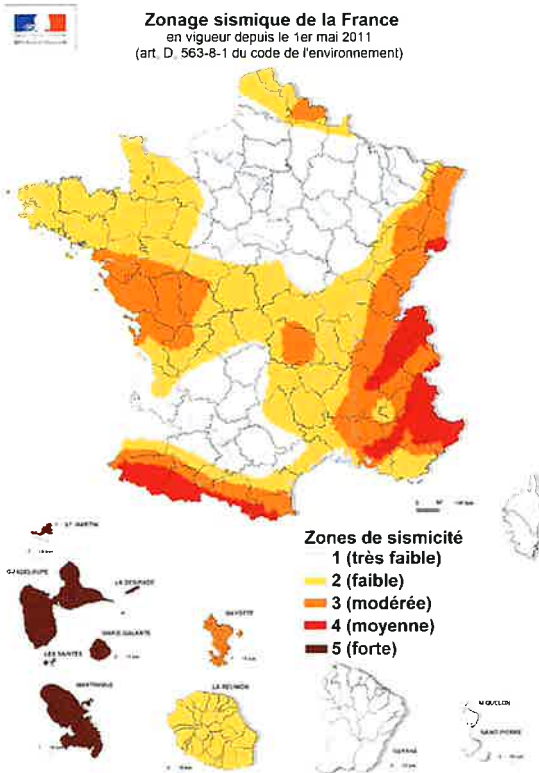 Zonage sismique de la France
en vigueur depuis le 1er mai 2011
(art. D. 563-8-1 du code de l'environnement)
Zones de sismicité
1 (très faible)
2 (faible)
3 (modérée)
4 (moyenne)
5 (forte)
ST-MARTIN
GUADELOUPE
LA DESIRADE
MARIE-GALANTE
LES SAINTES
MAYOTTE
MARTINIQUE
LA REUNION
GUYANE
MIQUELON
SAINT-PIERRE